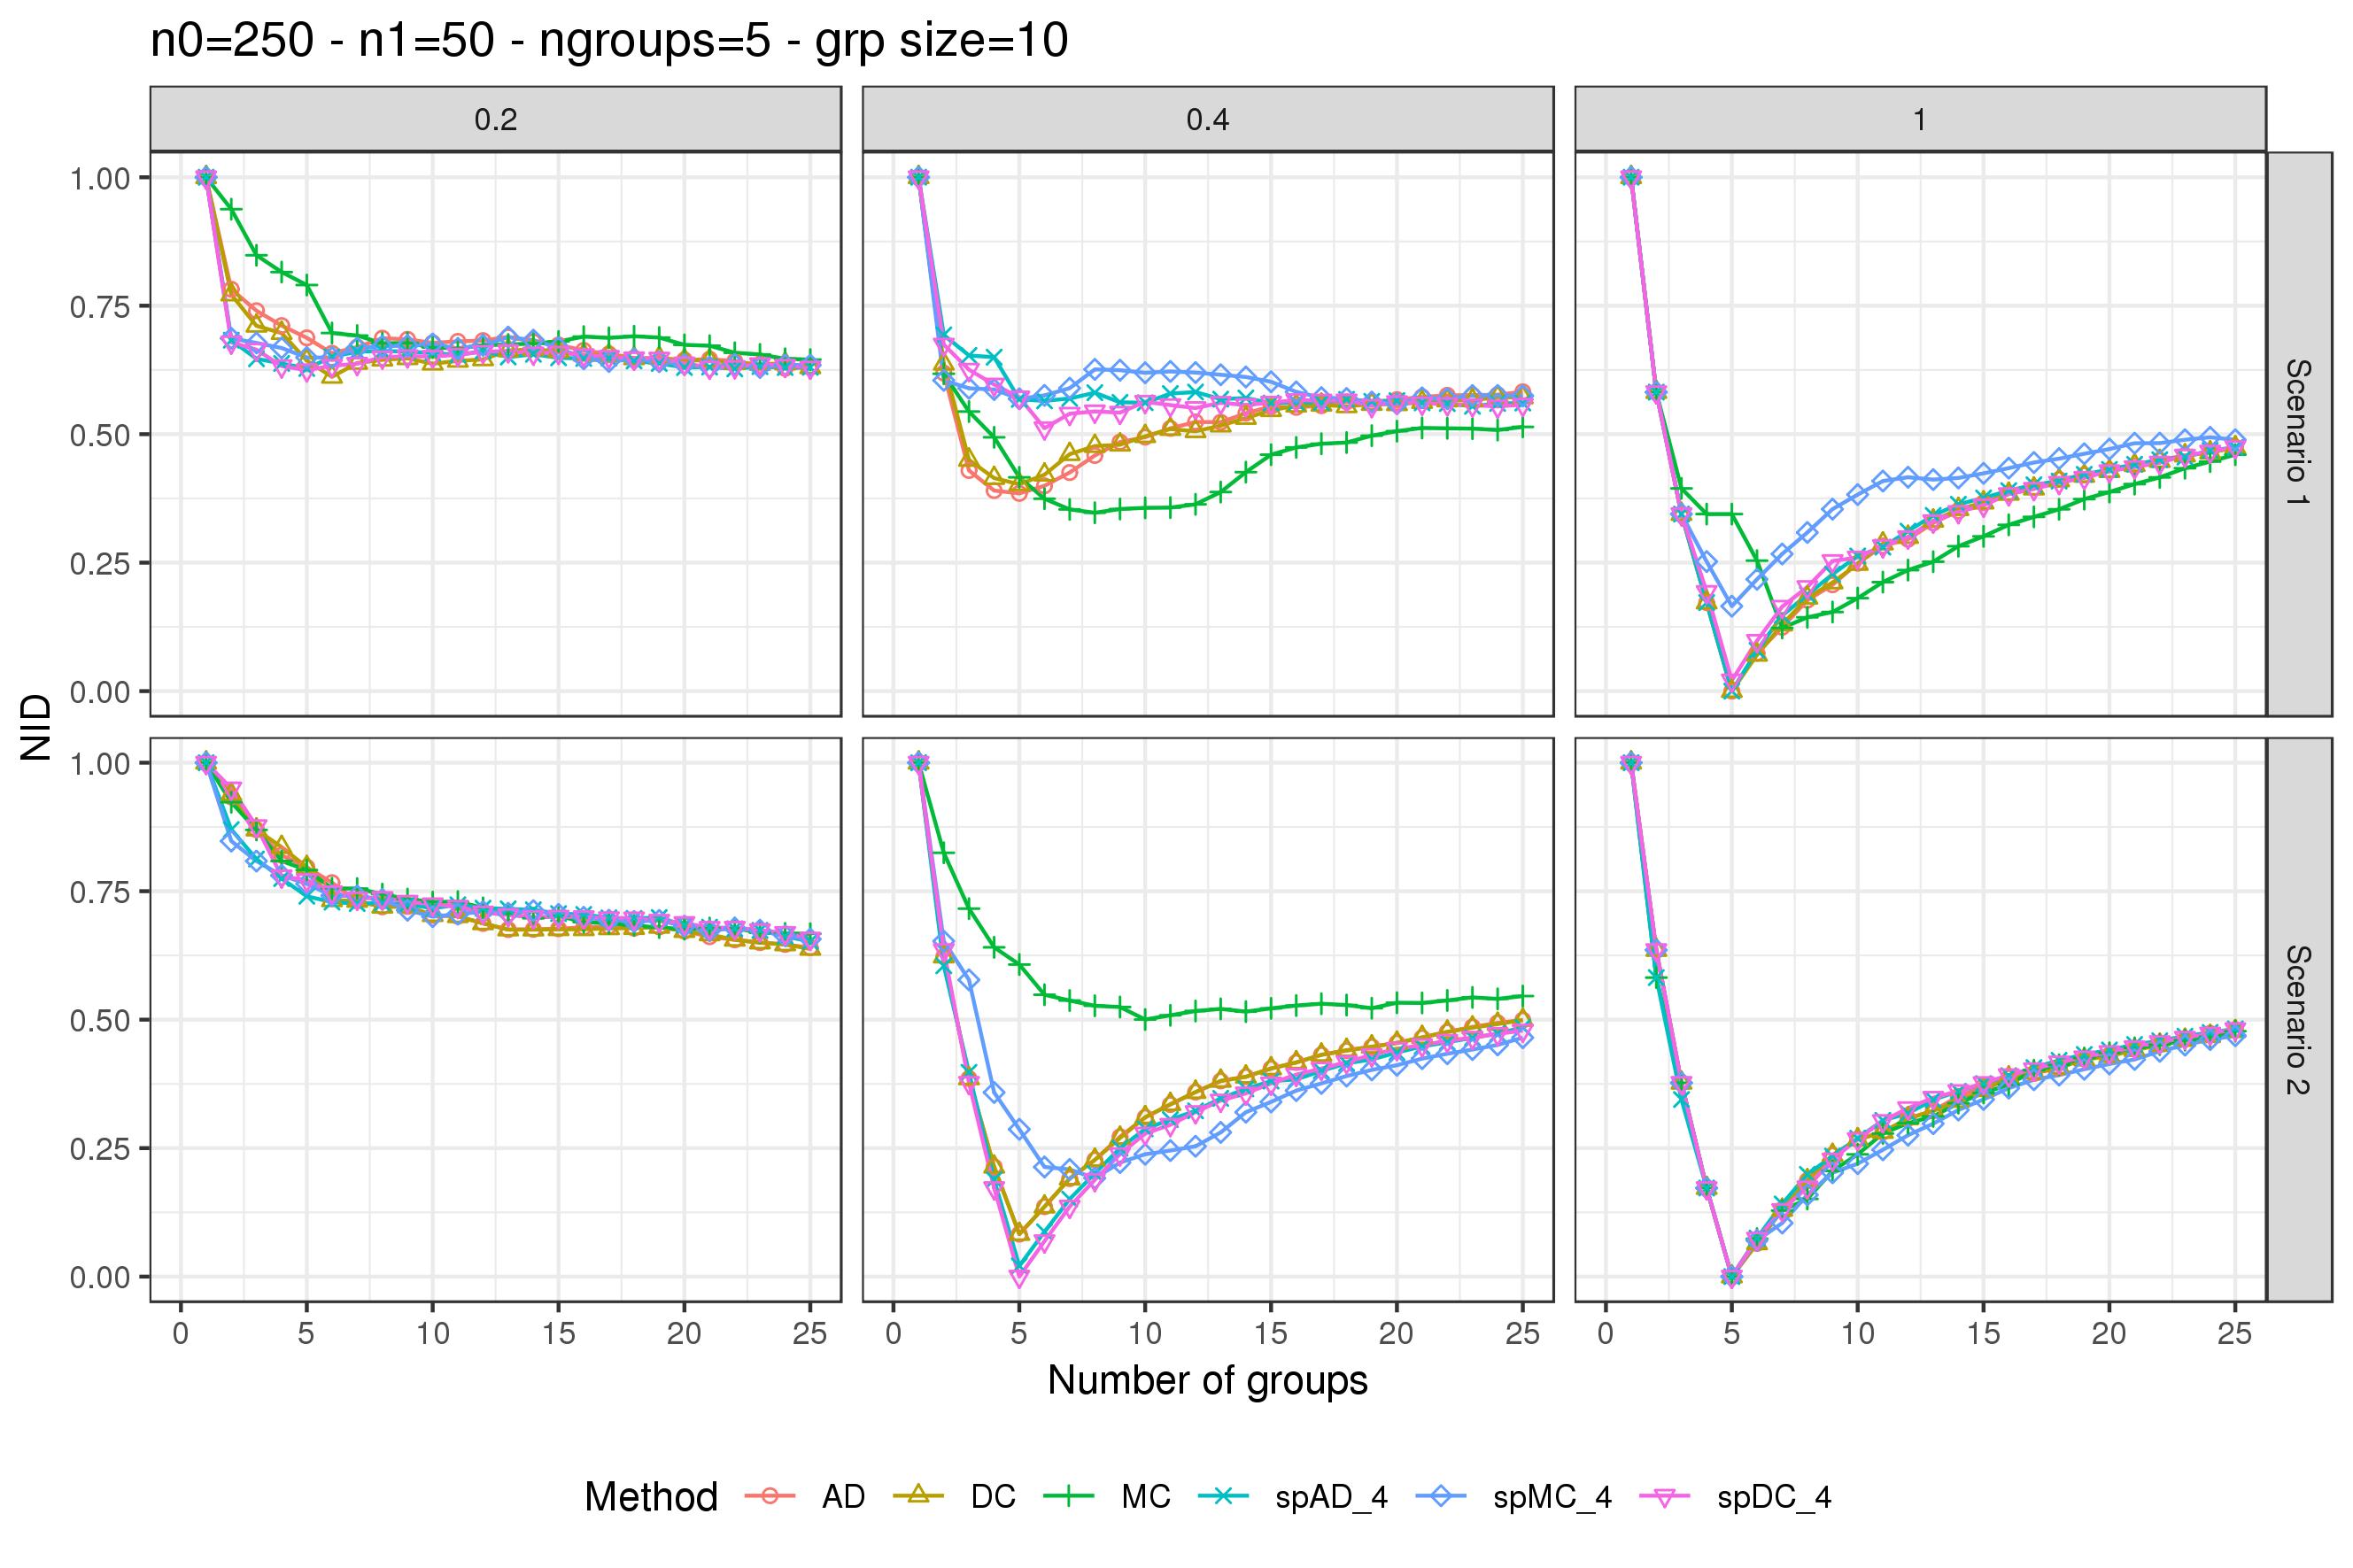 n0=250 - n1=50 - ngroups=5 - grp size=10
0.2 0.4 1
1.00
0.75
0.50
0.25
0.00
Scenario 1
NID
1.00
0.75
0.50
0.25
0.00
Scenario 2
0 5 10 15 20 25 0 5 10 15 20 25 0 5 10 15 20 25
Number of groups
Method AD DC MC spAD_4 spMC_4 spDC_4